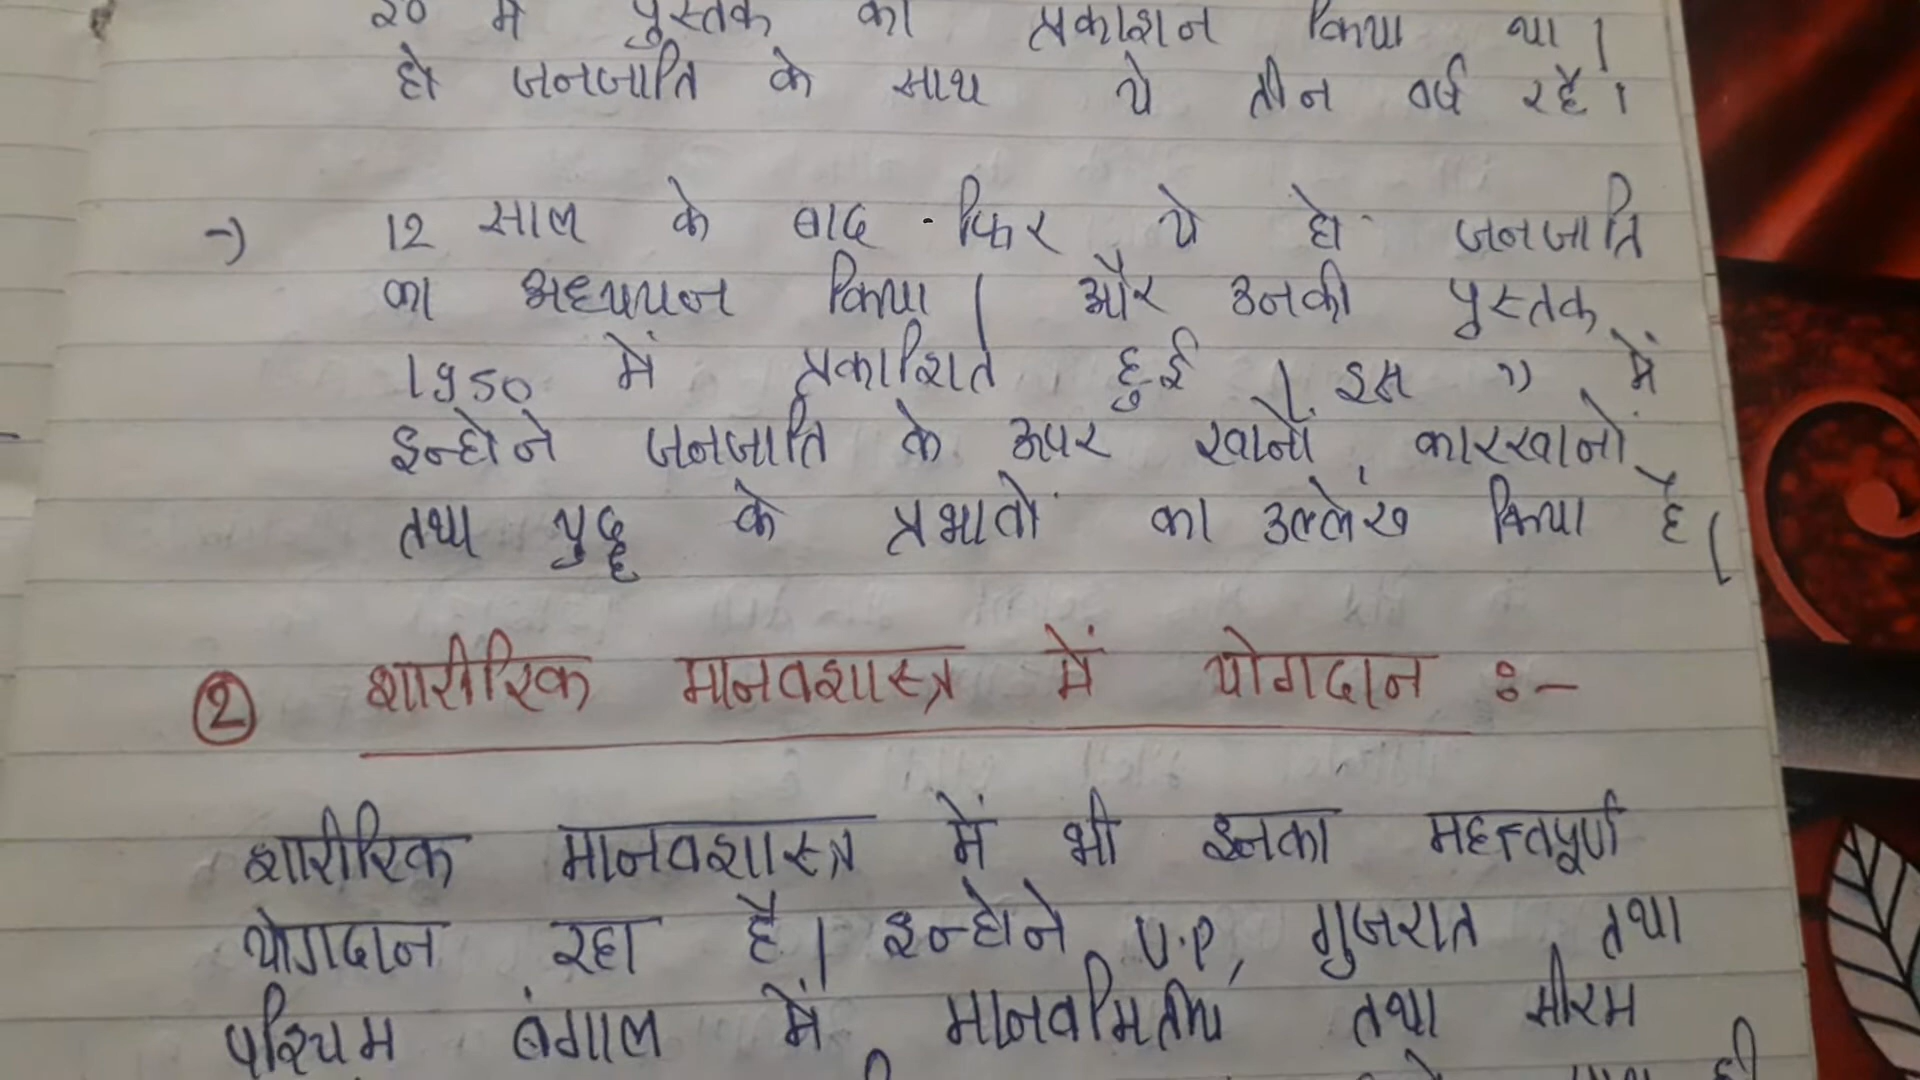 20 में पुस्तक का प्रकाशन किया था।
हो जनजाति के साथ ये तीन वर्ष रहे।
→ 12 साल के बाद फिर ये हो जनजाति
का अध्ययन किया। और उनकी पुस्तक
1950 में प्रकाशित हुई। इस " में
इन्होने जनजाति के ऊपर खानों, कारखानों
तथा युद्ध के प्रभावों का उल्लेख किया है।
② शारीरिक मानवशास्त्र में योगदान :-
शारीरिक मानवशास्त्र में भी इनका महत्त्वपूर्ण
योगदान रहा है। इन्होने U.P, गुजरात तथा
पश्चिम बंगाल में मानवमितीय तथा सीरम